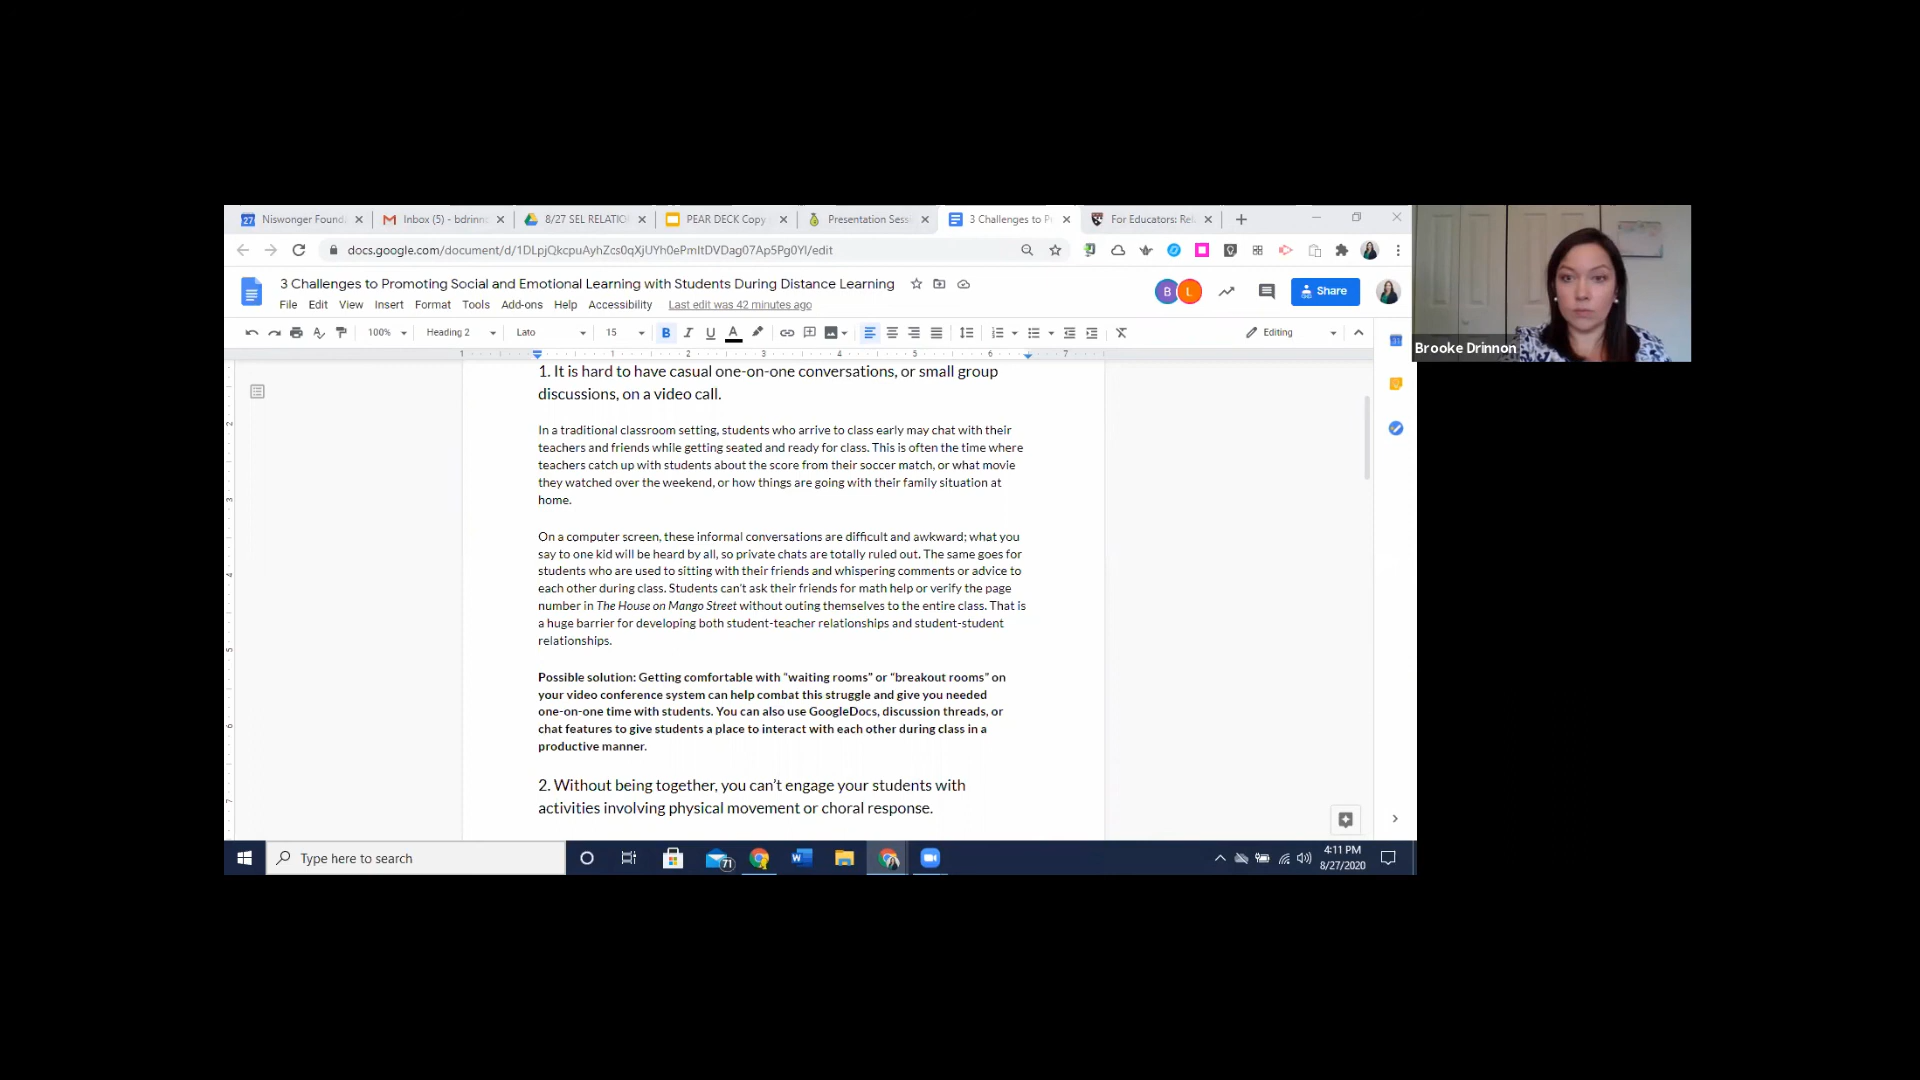 Niswonger Found
Inbox (5) - bdrinn
8/27 SEL RELATIO
PEAR DECK Copy
Presentation Sess
3 Challenges to P
For Educators: Rel
docs.google.com/document/d/1DLpjQkcpuAyhZcs0qXjUYh0ePmItDVDag07Ap5Pg0YI/edit
3 Challenges to Promoting Social and Emotional Learning with Students During Distance Learning
File Edit View Insert Format Tools Add-ons Help Accessibility Last edit was 42 minutes ago
B L Share
100% Heading 2 Lato 15 B I U A Editing
1 1 2 3 4 5 6 7
1. It is hard to have casual one-on-one conversations, or small group
discussions, on a video call.
In a traditional classroom setting, students who arrive to class early may chat with their
teachers and friends while getting seated and ready for class. This is often the time where
teachers catch up with students about the score from their soccer match, or what movie
they watched over the weekend, or how things are going with their family situation at
home.
On a computer screen, these informal conversations are difficult and awkward; what you
say to one kid will be heard by all, so private chats are totally ruled out. The same goes for
students who are used to sitting with their friends and whispering comments or advice to
each other during class. Students can't ask their friends for math help or verify the page
number in The House on Mango Street without outing themselves to the entire class. That is
a huge barrier for developing both student-teacher relationships and student-student
relationships.
Possible solution: Getting comfortable with “waiting rooms” or “breakout rooms” on
your video conference system can help combat this struggle and give you needed
one-on-one time with students. You can also use GoogleDocs, discussion threads, or
chat features to give students a place to interact with each other during class in a
productive manner.
2. Without being together, you can’t engage your students with
activities involving physical movement or choral response.
Brooke Drinnon
Type here to search
71
4:11 PM
8/27/2020